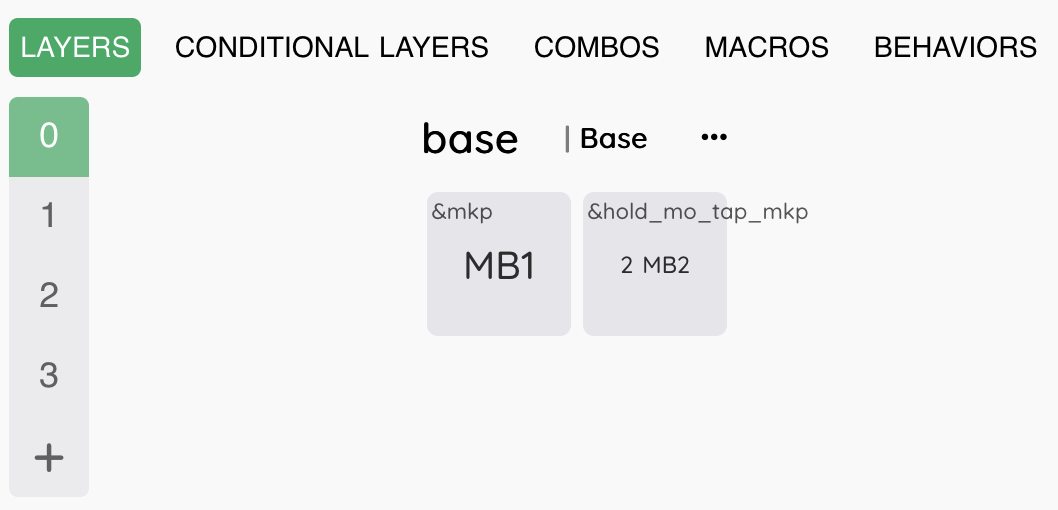 LAYERS CONDITIONAL LAYERS COMBOS MACROS BEHAVIORS
0
base | Base •••
&mkp &hold_mo_tap_mkp
1
MB1 2 MB2
2
3
+